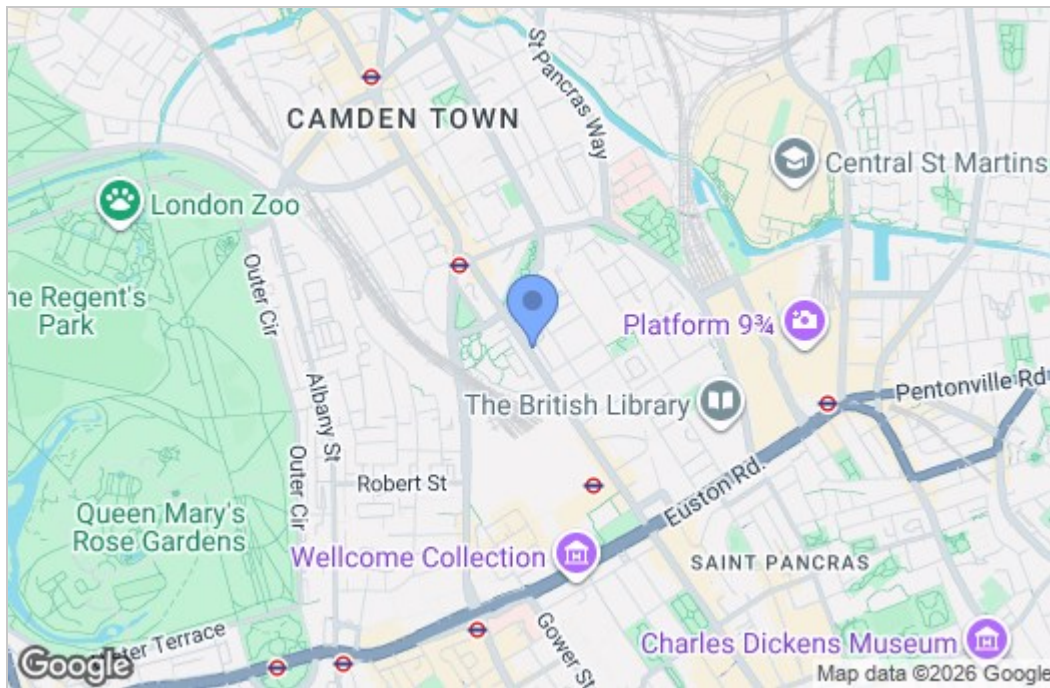 St Pancras Way
CAMDEN TOWN
Central St Martins
London Zoo
Outer Cir
he Regent's
Park
Platform 9¾
Pentonville Rd
Albany St
The British Library
Outer Cir
Robert St
Euston Rd.
Queen Mary's
Rose Gardens
Wellcome Collection
SAINT PANCRAS
Gower St
ter Terrace
Charles Dickens Museum
Google
Map data ©2026 Google